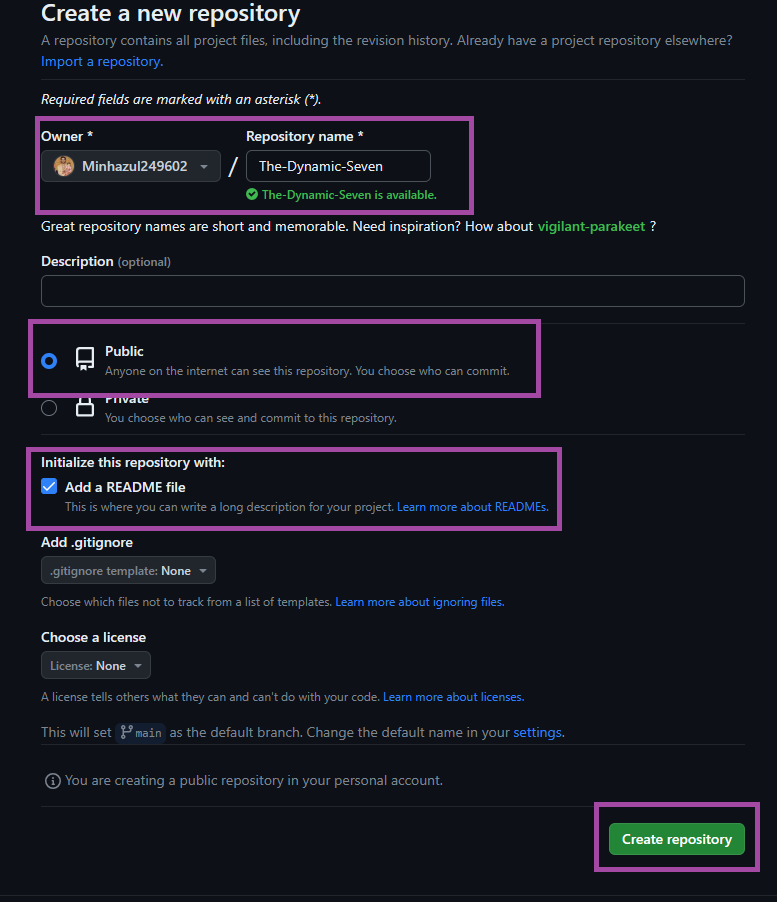 Create a new repository
A repository contains all project files, including the revision history. Already have a project repository elsewhere?
Import a repository.
Required fields are marked with an asterisk (*).
Owner * Repository name *
Minhazul249602 / The-Dynamic-Seven
The-Dynamic-Seven is available.
Great repository names are short and memorable. Need inspiration? How about vigilant-parakeet ?
Description (optional)
Public
Anyone on the internet can see this repository. You choose who can commit.
Private
You choose who can see and commit to this repository.
Initialize this repository with:
Add a README file
This is where you can write a long description for your project. Learn more about READMEs.
Add .gitignore
.gitignore template: None
Choose which files not to track from a list of templates. Learn more about ignoring files.
Choose a license
License: None
A license tells others what they can and can't do with your code. Learn more about licenses.
This will set main as the default branch. Change the default name in your settings.
You are creating a public repository in your personal account.
Create repository